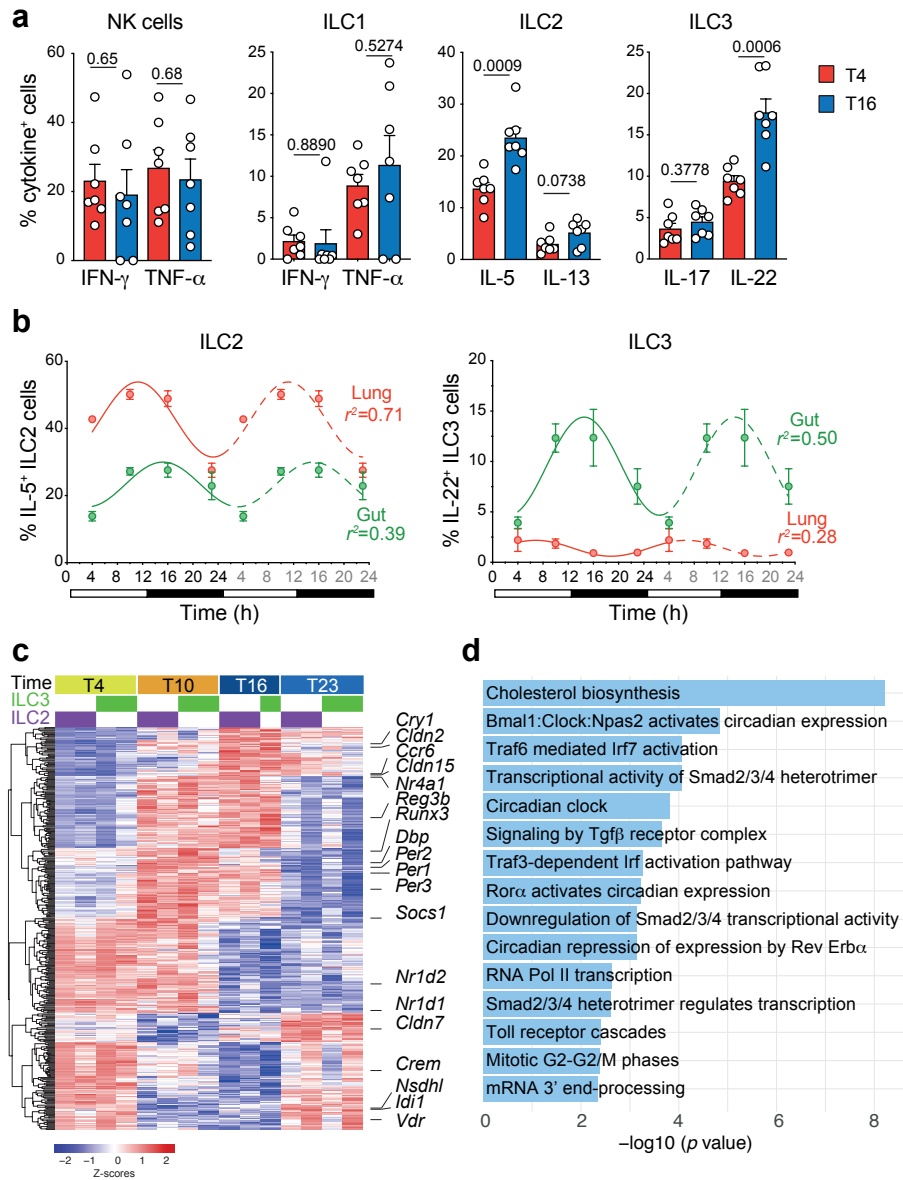 a
NK cells
ILC1
ILC2
ILC3
% cytokine+ cells
60
40
20
0
0.65
0.68
IFN-γ
TNF-α
25
20
15
10
5
0
0.8890
0.5274
IFN-γ
TNF-α
40
30
20
10
0
0.0009
0.0738
IL-5
IL-13
25
20
15
10
5
0
0.3778
0.0006
IL-17
IL-22
T4
T16
b
ILC2
% IL-5+ ILC2 cells
60
40
20
0
Lung
r²=0.71
Gut
r²=0.39
0 4 8 12 16 20 24 4 8 12 16 20 24
Time (h)
ILC3
% IL-22+ ILC3 cells
20
15
10
5
0
Gut
r²=0.50
Lung
r²=0.28
0 4 8 12 16 20 24 4 8 12 16 20 24
Time (h)
c
Time T4 T10 T16 T23
ILC3
ILC2
Cry1
Cldn2
Ccr6
Cldn15
Nr4a1
Reg3b
Runx3
Dbp
Per2
Per1
Per3
Socs1
Nr1d2
Nr1d1
Cldn7
Crem
Nsdhl
Idi1
Vdr
−2 −1 0 1 2
Z-scores
d
Cholesterol biosynthesis
Bmal1:Clock:Npas2 activates circadian expression
Traf6 mediated Irf7 activation
Transcriptional activity of Smad2/3/4 heterotrimer
Circadian clock
Signaling by Tgfβ receptor complex
Traf3-dependent Irf activation pathway
Rorα activates circadian expression
Downregulation of Smad2/3/4 transcriptional activity
Circadian repression of expression by Rev Erbα
RNA Pol II transcription
Smad2/3/4 heterotrimer regulates transcription
Toll receptor cascades
Mitotic G2-G2/M phases
mRNA 3' end-processing
0 2 4 6 8
−log10 (p value)